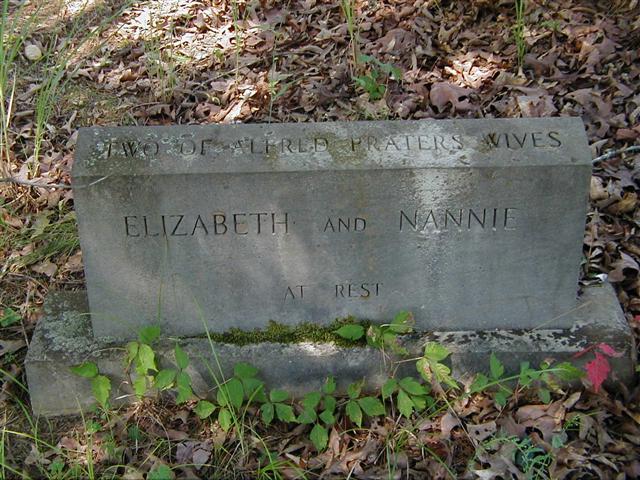 TWO OF ALFRED PRATERS WIVES
ELIZABETH AND NANNIE
AT REST